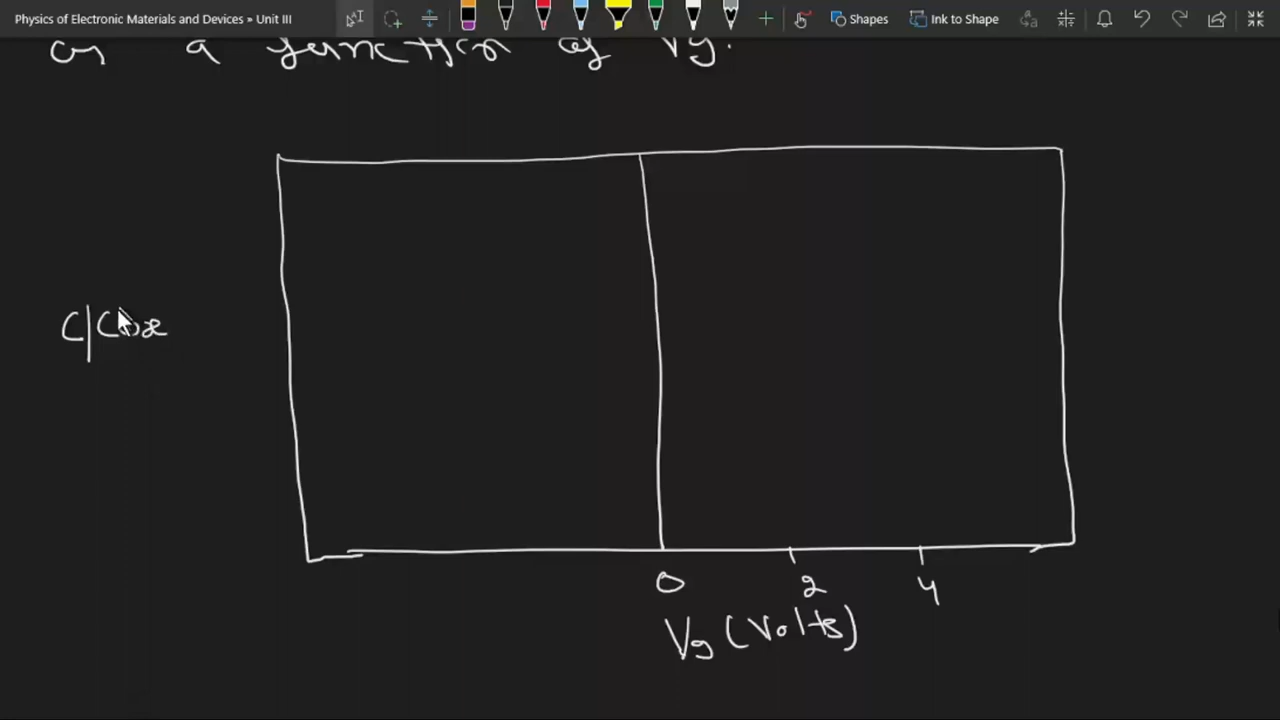 Physics of Electronic Materials and Devices » Unit III
Shapes
Ink to Shape
as a function of Vg.
C/Cox
0 2 4
Vg (Volts)